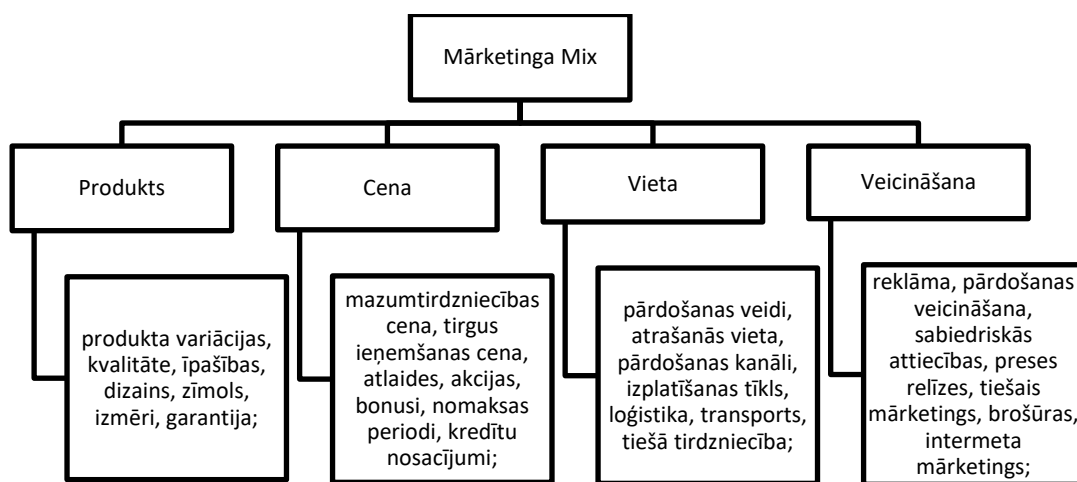 Mārketinga Mix
Produkts
Cena
Vieta
Veicināšana
produkta variācijas,
kvalitāte, īpašības,
dizains, zīmols,
izmēri, garantija;
mazumtirdzniecības
cena, tirgus
ieņemšanas cena,
atlaides, akcijas,
bonusi, nomaksas
periodi, kredītu
nosacījumi;
pārdošanas veidi,
atrašanās vieta,
pārdošanas kanāli,
izplatīšanas tīkls,
loģistika, transports,
tiešā tirdzniecība;
reklāma, pārdošanas
veicināšana,
sabiedriskās
attiecības, preses
relīzes, tiešais
mārketings, brošūras,
intermeta
mārketings;